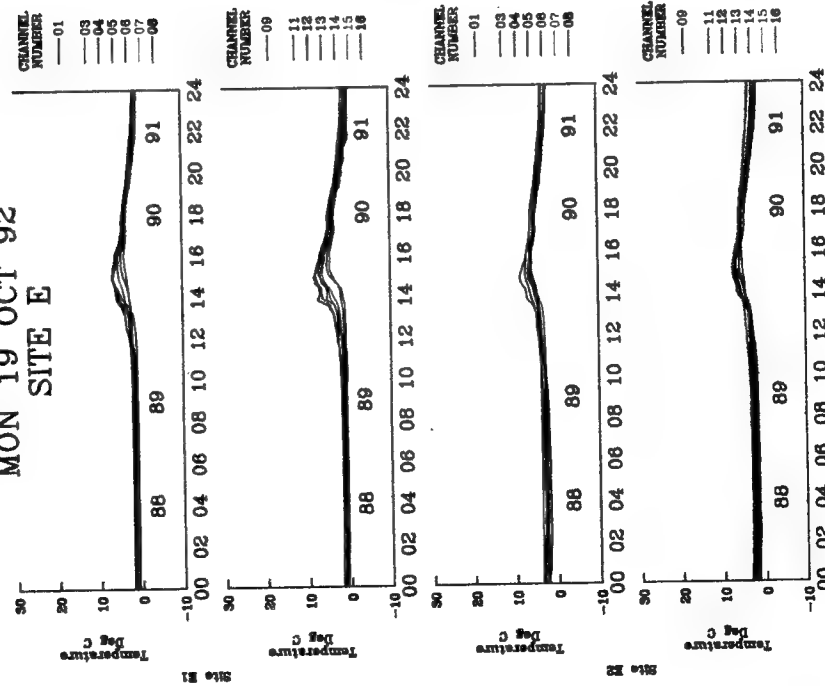 MON 19 OCT 92
SITE E
Site E1
Temperature
Deg C
30
20
10
0
-10
88 89 90 91
00 02 04 06 08 10 12 14 16 18 20 22 24
CHANNEL
NUMBER
01
03
04
05
06
07
08
Temperature
Deg C
30
20
10
0
-10
88 89 90 91
00 02 04 06 08 10 12 14 16 18 20 22 24
CHANNEL
NUMBER
09
11
12
13
14
15
16
Site E2
Temperature
Deg C
30
20
10
0
-10
88 89 90 91
00 02 04 06 08 10 12 14 16 18 20 22 24
CHANNEL
NUMBER
01
03
04
05
06
07
08
Temperature
Deg C
30
20
10
0
-10
88 89 90 91
00 02 04 06 08 10 12 14 16 18 20 22 24
CHANNEL
NUMBER
09
11
12
13
14
15
16